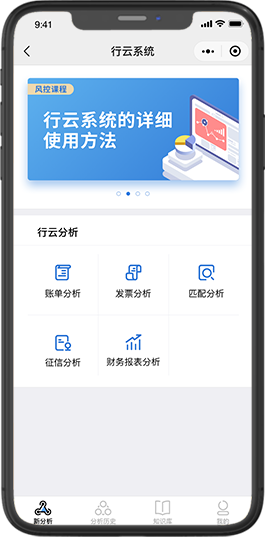 9:41
行云系统
风控课程
行云系统的详细
使用方法
行云分析
账单分析
发票分析
匹配分析
征信分析
财务报表分析
新分析
分析历史
知识库
我的